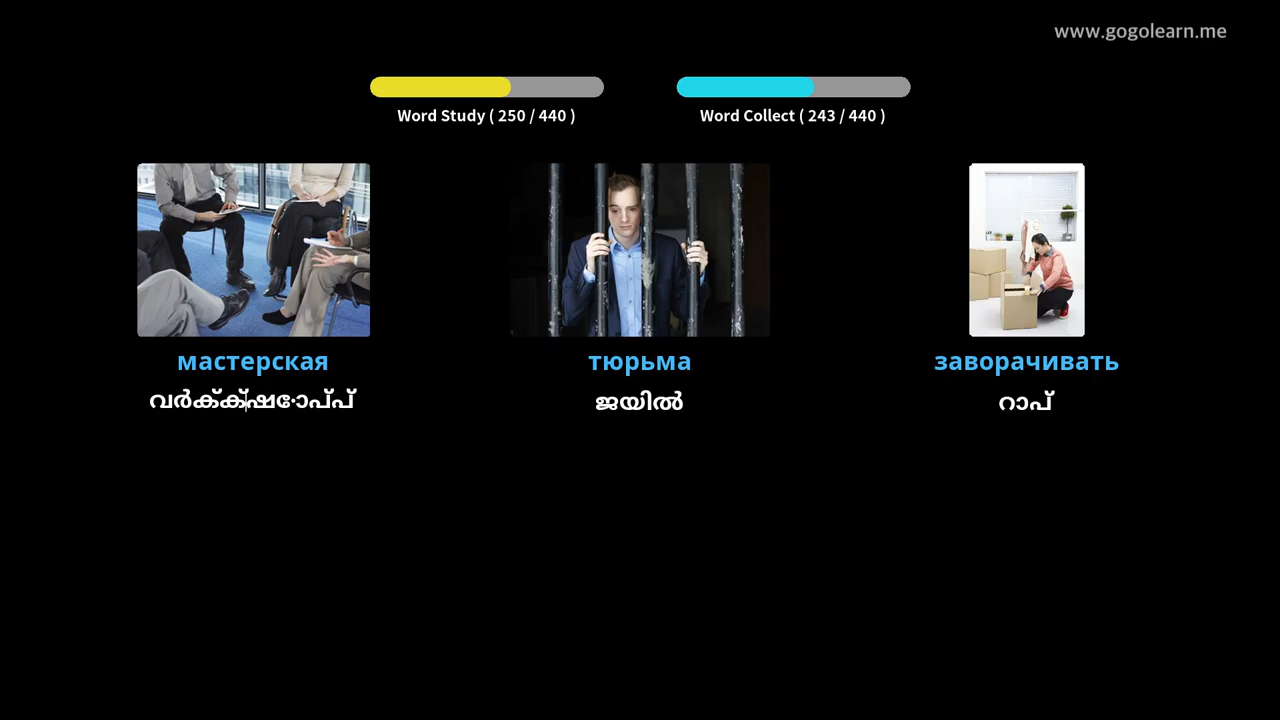 www.gogolearn.me
Word Study ( 250 / 440 )
Word Collect ( 243 / 440 )
мастерская
тюрьма
заворачивать
വർക്ക്ഷോപ്പ്
ജയിൽ
റാപ്